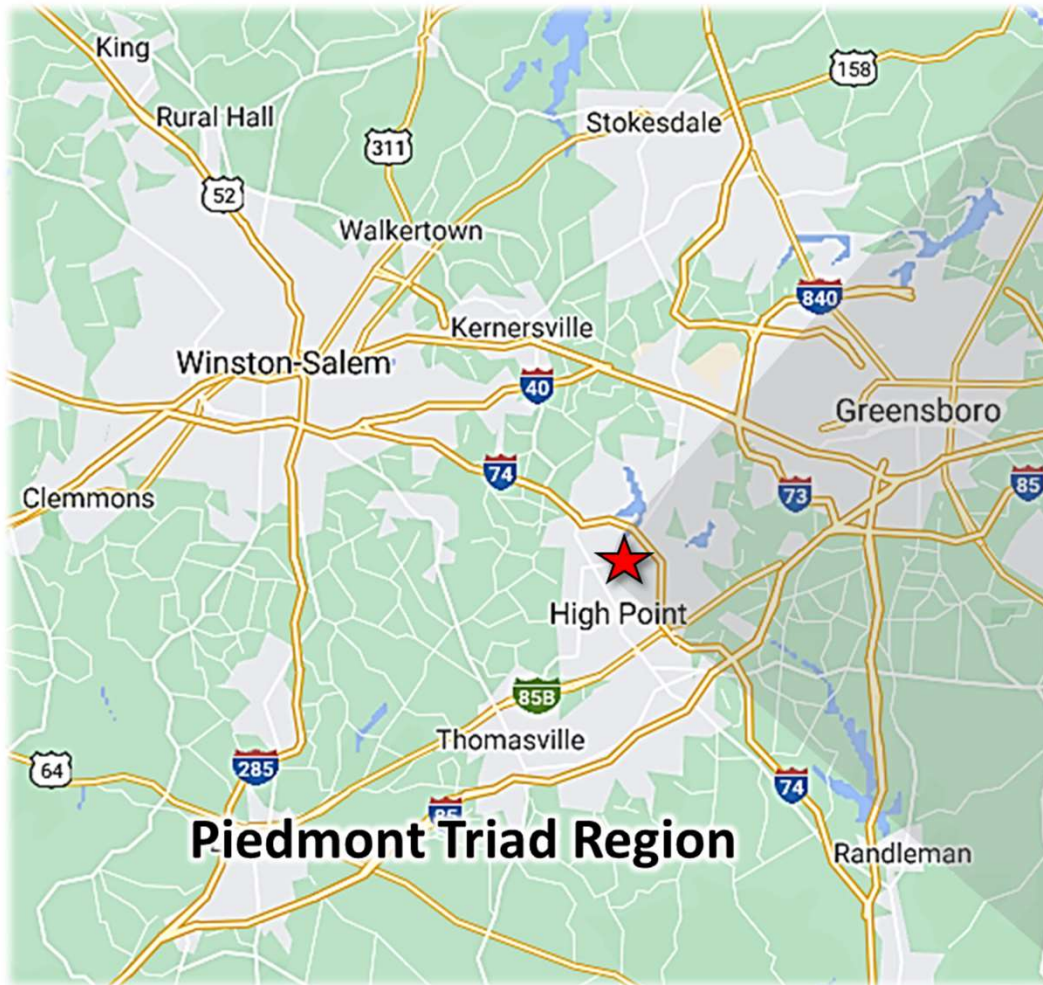 King
158
Rural Hall
Stokesdale
311
52
Walkertown
840
Kernersville
Winston-Salem
40
Greensboro
74
Clemmons
73
85
High Point
85B
Thomasville
64
285
74
85
Piedmont Triad Region
Randleman